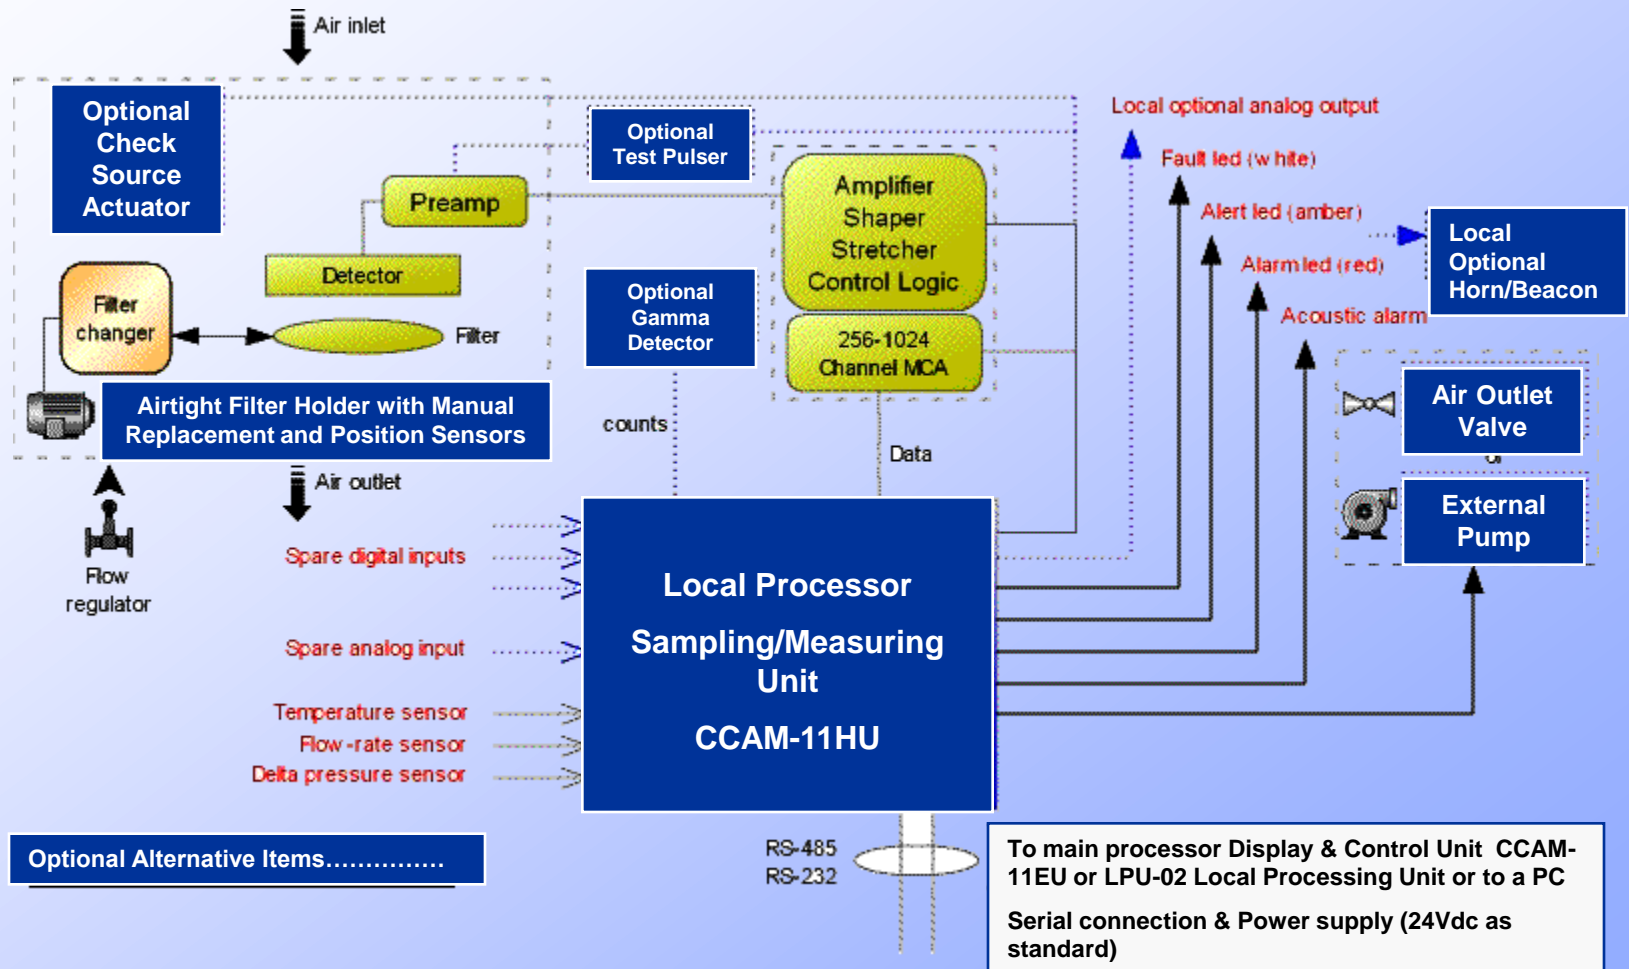 Air inlet
Optional
Check
Source
Actuator
Optional
Test Pulser
Preamp
Detector
Filter
changer
Filter
Airtight Filter Holder with Manual
Replacement and Position Sensors
Air outlet
Flow
regulator
Optional
Gamma
Detector
counts
Amplifier
Shaper
Stretcher
Control Logic
256-1024
Channel MCA
Data
Local optional analog output
Fault led (white)
Alert led (amber)
Alarm led (red)
Acoustic alarm
Local
Optional
Horn/Beacon
Air Outlet
Valve
External
Pump
Spare digital inputs
Spare analog input
Temperature sensor
Flow-rate sensor
Delta pressure sensor
Local Processor
Sampling/Measuring
Unit
CCAM-11HU
Optional Alternative Items...............
RS-485
RS-232
To main processor Display & Control Unit CCAM-
11EU or LPU-02 Local Processing Unit or to a PC
Serial connection & Power supply (24Vdc as
standard)